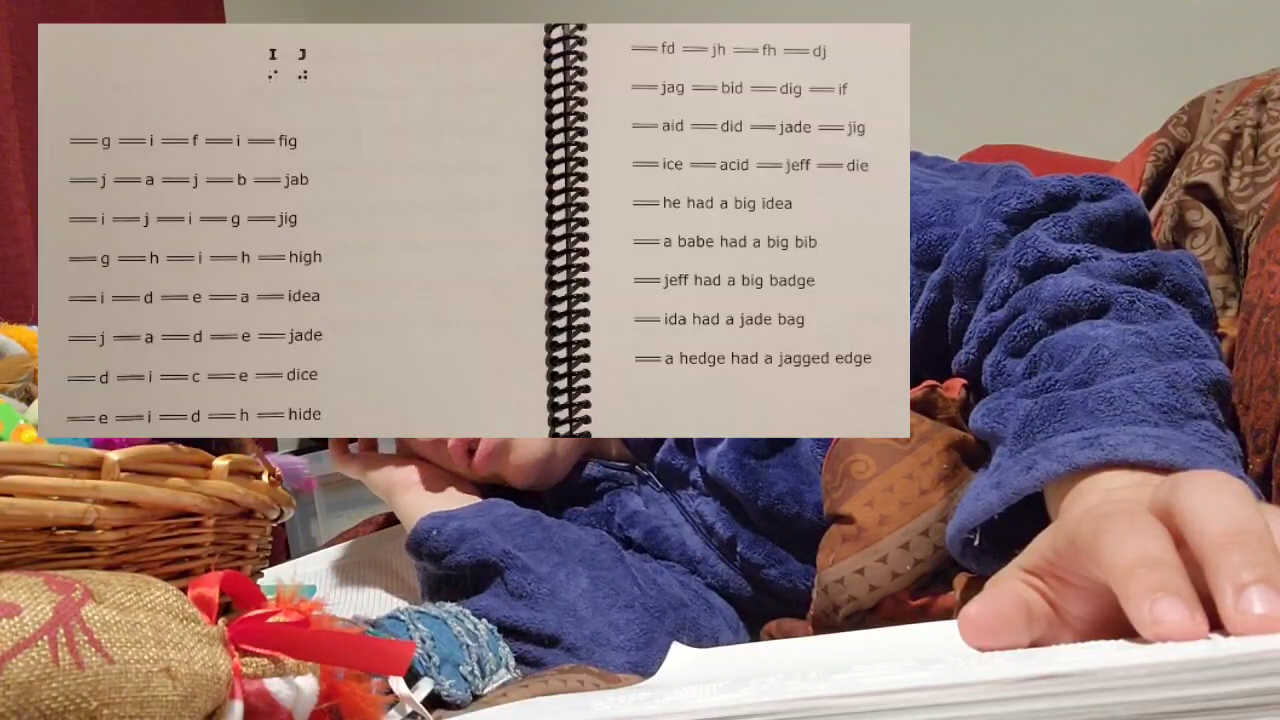 I J
⠊ ⠚
══ g ══ i ══ f ══ i ══ fig
══ j ══ a ══ j ══ b ══ jab
══ i ══ j ══ i ══ g ══ jig
══ g ══ h ══ i ══ h ══ high
══ i ══ d ══ e ══ a ══ idea
══ j ══ a ══ d ══ e ══ jade
══ d ══ i ══ c ══ e ══ dice
══ e ══ i ══ d ══ h ══ hide
══ fd ══ jh ══ fh ══ dj
══ jag ══ bid ══ dig ══ if
══ aid ══ did ══ jade ══ jig
══ ice ══ acid ══ jeff ══ die
══ he had a big idea
══ a babe had a big bib
══ jeff had a big badge
══ ida had a jade bag
══ a hedge had a jagged edge